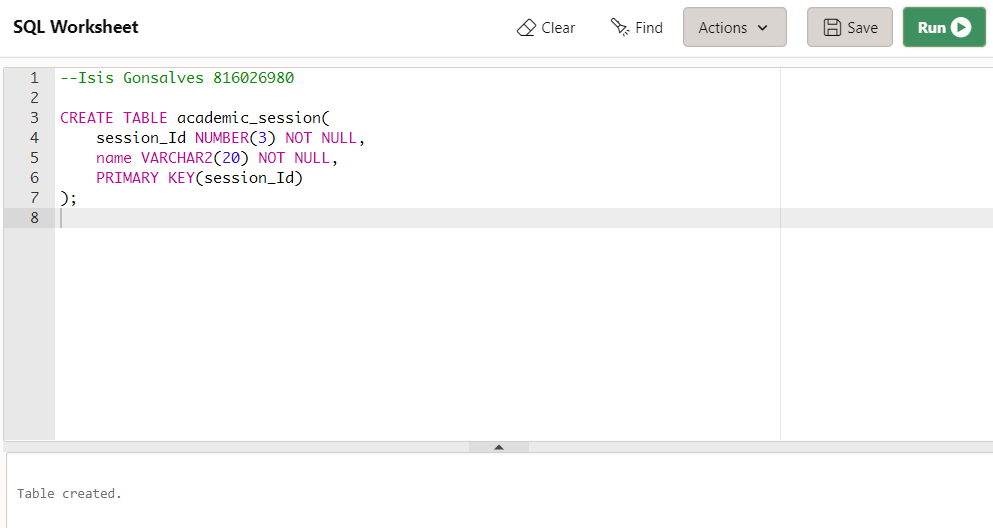 SQL Worksheet Clear Find Actions Save Run
1 --Isis Gonsalves 816026980
2
3 CREATE TABLE academic_session(
4     session_Id NUMBER(3) NOT NULL,
5     name VARCHAR2(20) NOT NULL,
6     PRIMARY KEY(session_Id)
7 );
8
Table created.